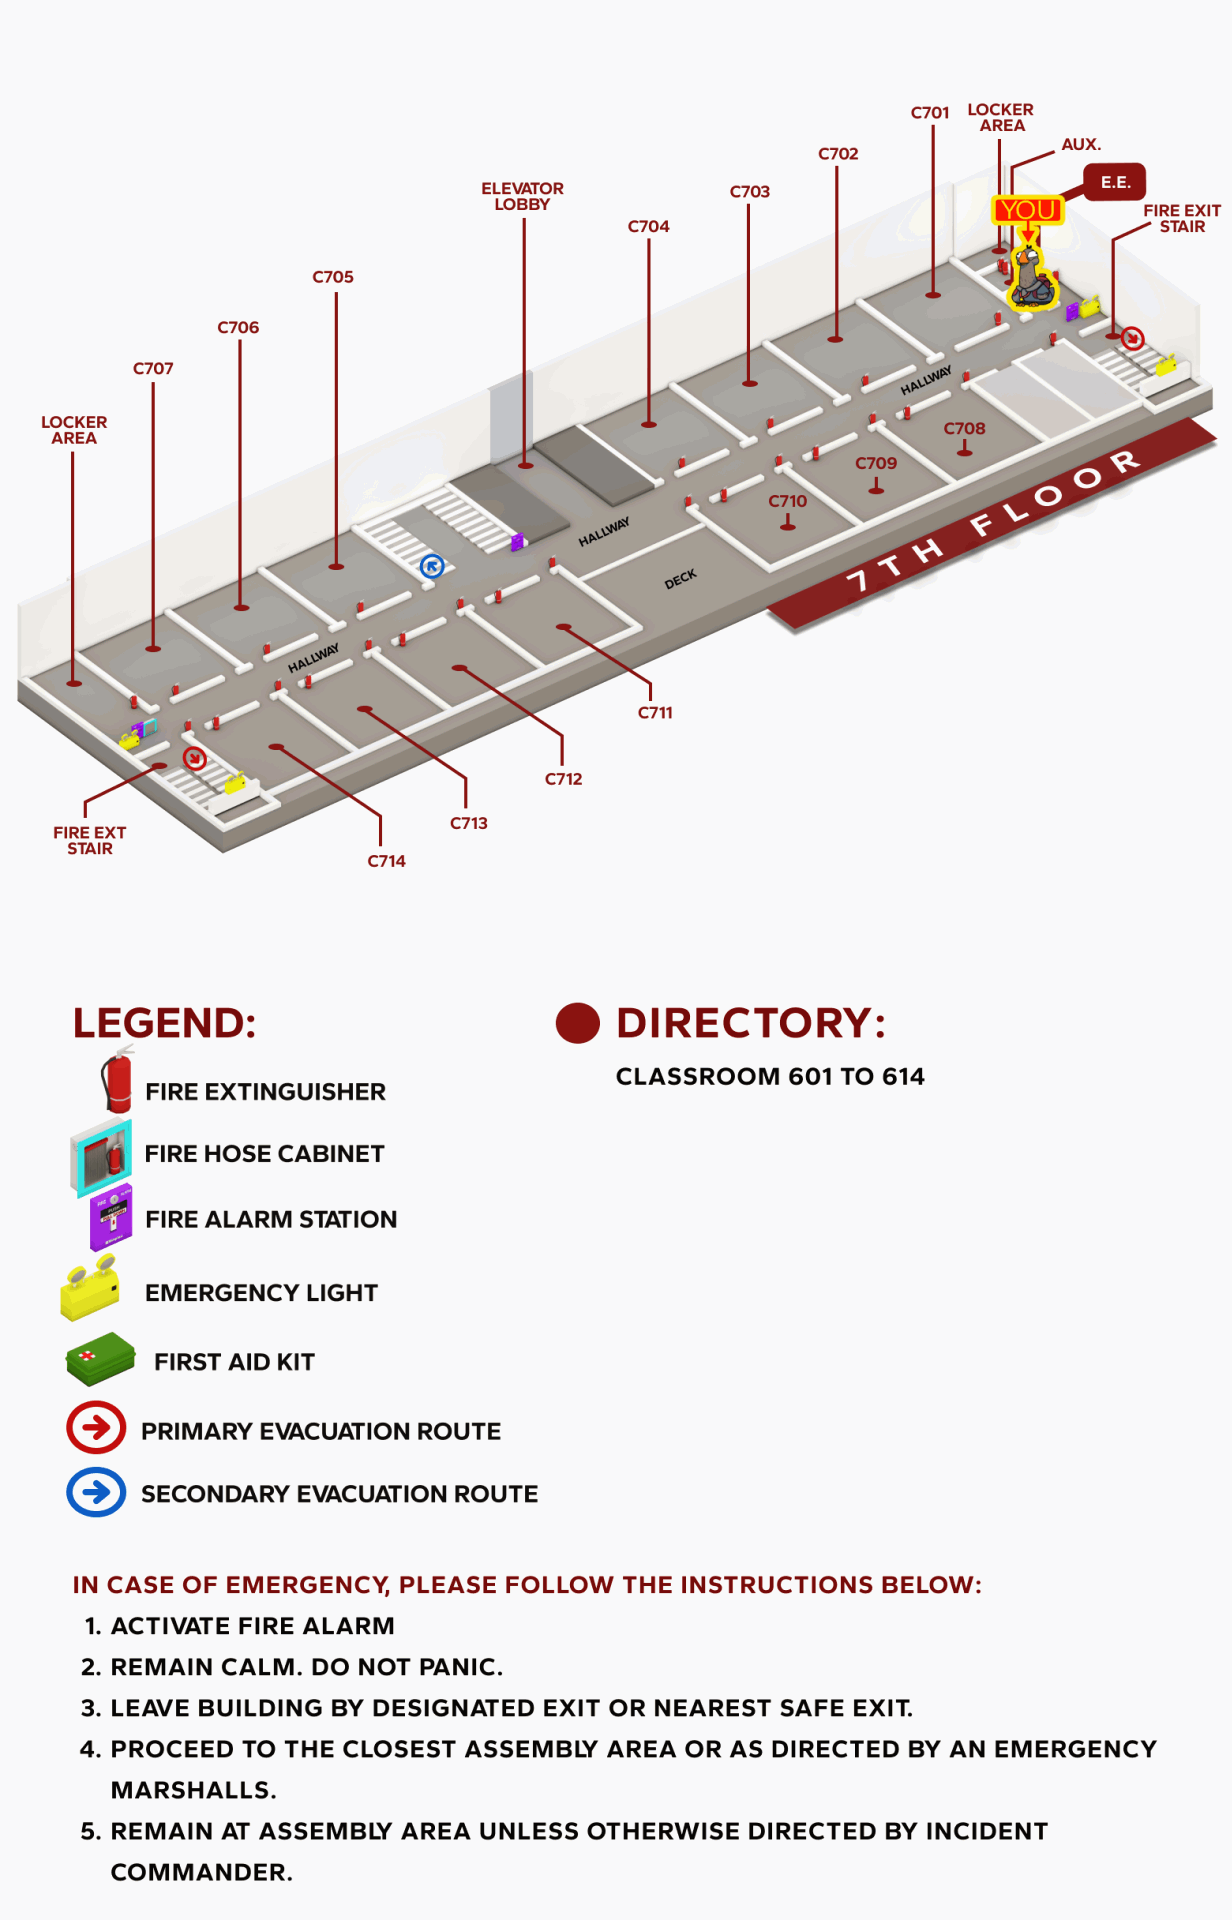 C701
LOCKER
AREA
AUX.
C702
E.E.
C703
ELEVATOR
LOBBY
YOU
FIRE EXIT
STAIR
C704
C705
C706
C707
LOCKER
AREA
HALLWAY
C708
C709
C710
HALLWAY
DECK
7TH FLOOR
HALLWAY
C711
C712
C713
C714
FIRE EXT
STAIR
LEGEND:
DIRECTORY:
CLASSROOM 601 TO 614
FIRE EXTINGUISHER
FIRE HOSE CABINET
FIRE ALARM STATION
EMERGENCY LIGHT
FIRST AID KIT
PRIMARY EVACUATION ROUTE
SECONDARY EVACUATION ROUTE
IN CASE OF EMERGENCY, PLEASE FOLLOW THE INSTRUCTIONS BELOW:
1. ACTIVATE FIRE ALARM
2. REMAIN CALM. DO NOT PANIC.
3. LEAVE BUILDING BY DESIGNATED EXIT OR NEAREST SAFE EXIT.
4. PROCEED TO THE CLOSEST ASSEMBLY AREA OR AS DIRECTED BY AN EMERGENCY
MARSHALLS.
5. REMAIN AT ASSEMBLY AREA UNLESS OTHERWISE DIRECTED BY INCIDENT
COMMANDER.